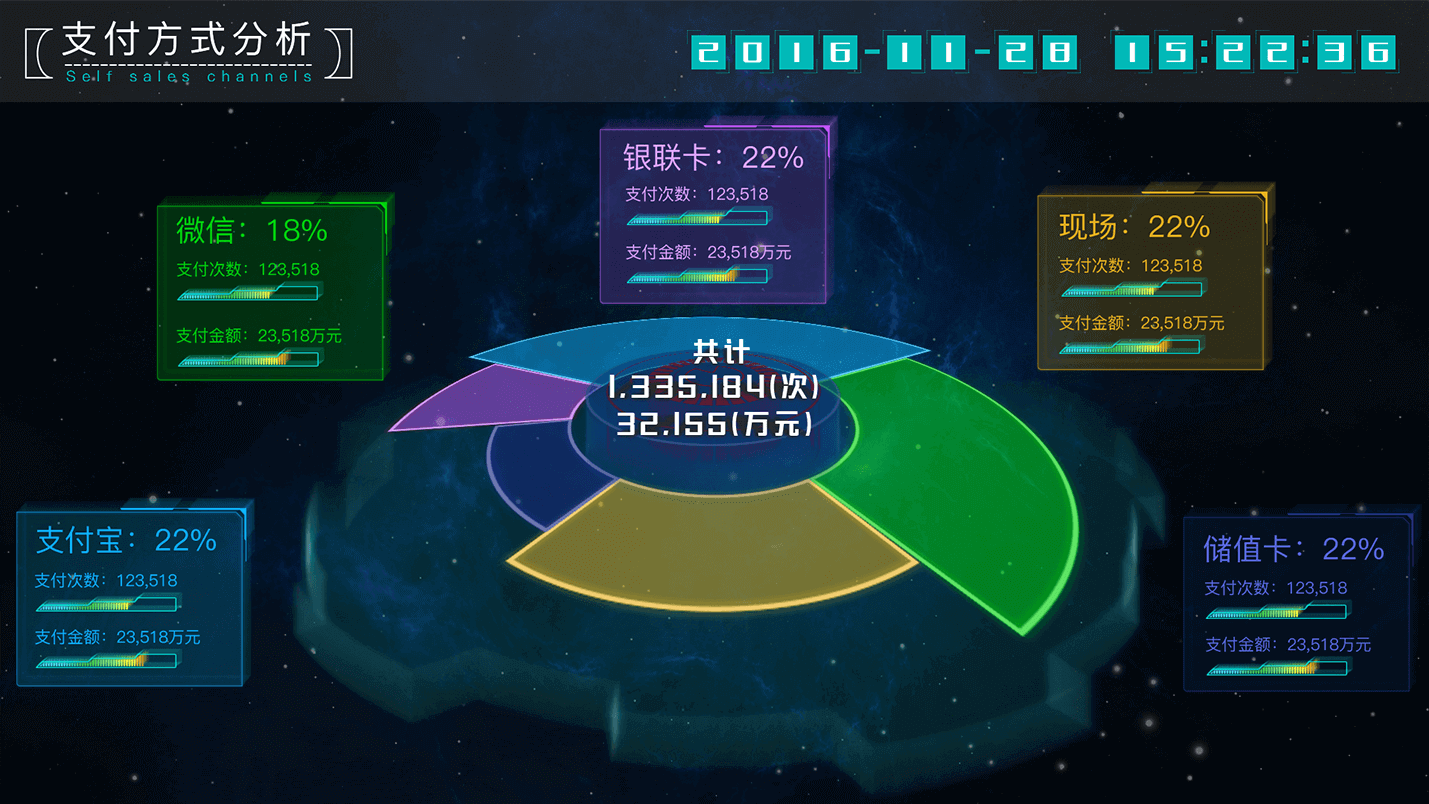 支付方式分析
Self sales channels
2016-11-28 15:22:36
银联卡：22%
支付次数：123,518
支付金额：23,518万元
微信：18%
支付次数：123,518
支付金额：23,518万元
现场：22%
支付次数：123,518
支付金额：23,518万元
共计
1,335,184(次)
32,155(万元)
支付宝：22%
支付次数：123,518
支付金额：23,518万元
储值卡：22%
支付次数：123,518
支付金额：23,518万元